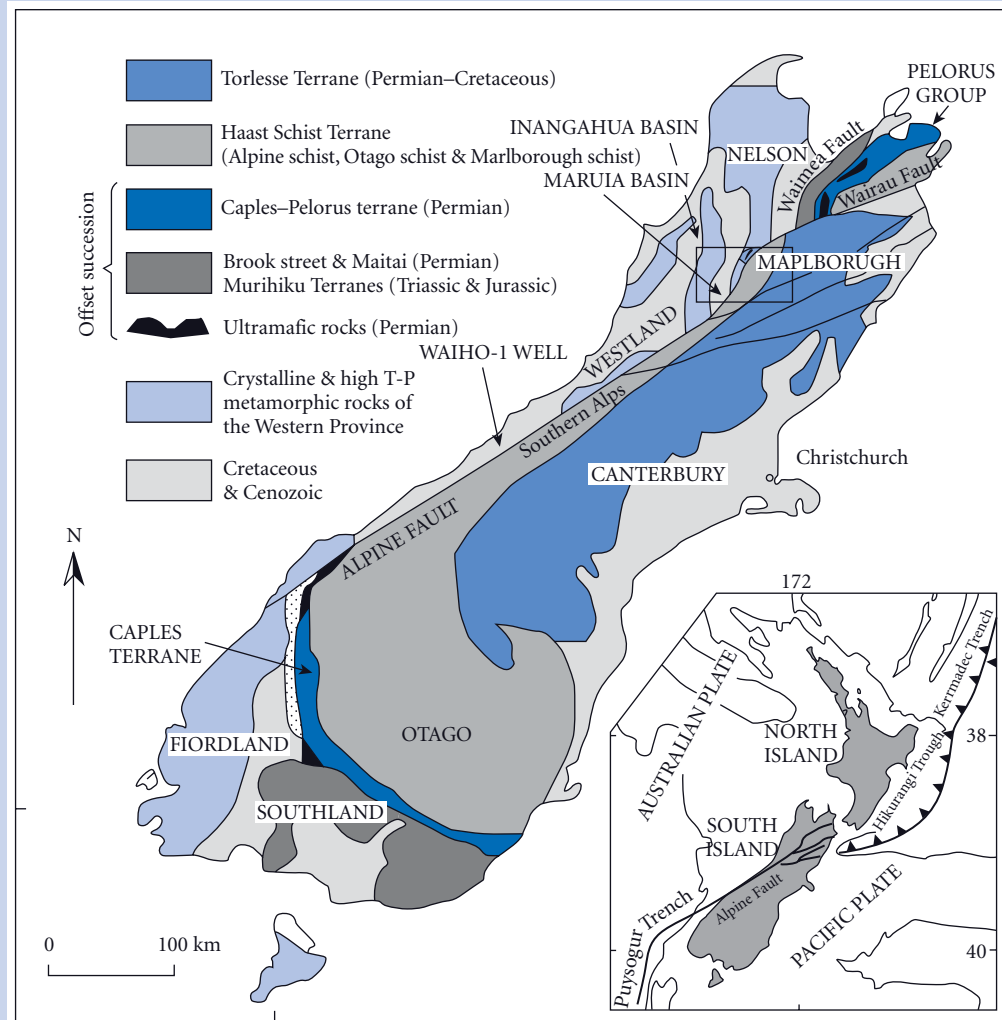 Torlesse Terrane (Permian–Cretaceous)
Haast Schist Terrane
(Alpine schist, Otago schist & Marlborough schist)
Offset succession
Caples–Pelorus terrane (Permian)
Brook street & Maitai (Permian)
Murihiku Terranes (Triassic & Jurassic)
Ultramafic rocks (Permian)
Crystalline & high T-P
metamorphic rocks of
the Western Province
Cretaceous
& Cenozoic
PELORUS
GROUP
INANGAHUA BASIN
MARUIA BASIN
NELSON
Waimea Fault
Wairau Fault
MAPLBOROUGH
WESTLAND
WAIHO-1 WELL
Southern Alps
CANTERBURY
Christchurch
ALPINE FAULT
N
CAPLES
TERRANE
OTAGO
FIORDLAND
SOUTHLAND
0 100 km
172
AUSTRALIAN PLATE
NORTH
ISLAND
Kerrmadec Trench
38
Hikurangi Trough
SOUTH
ISLAND
Alpine Fault
Puysogur Trench
PACIFIC PLATE
40